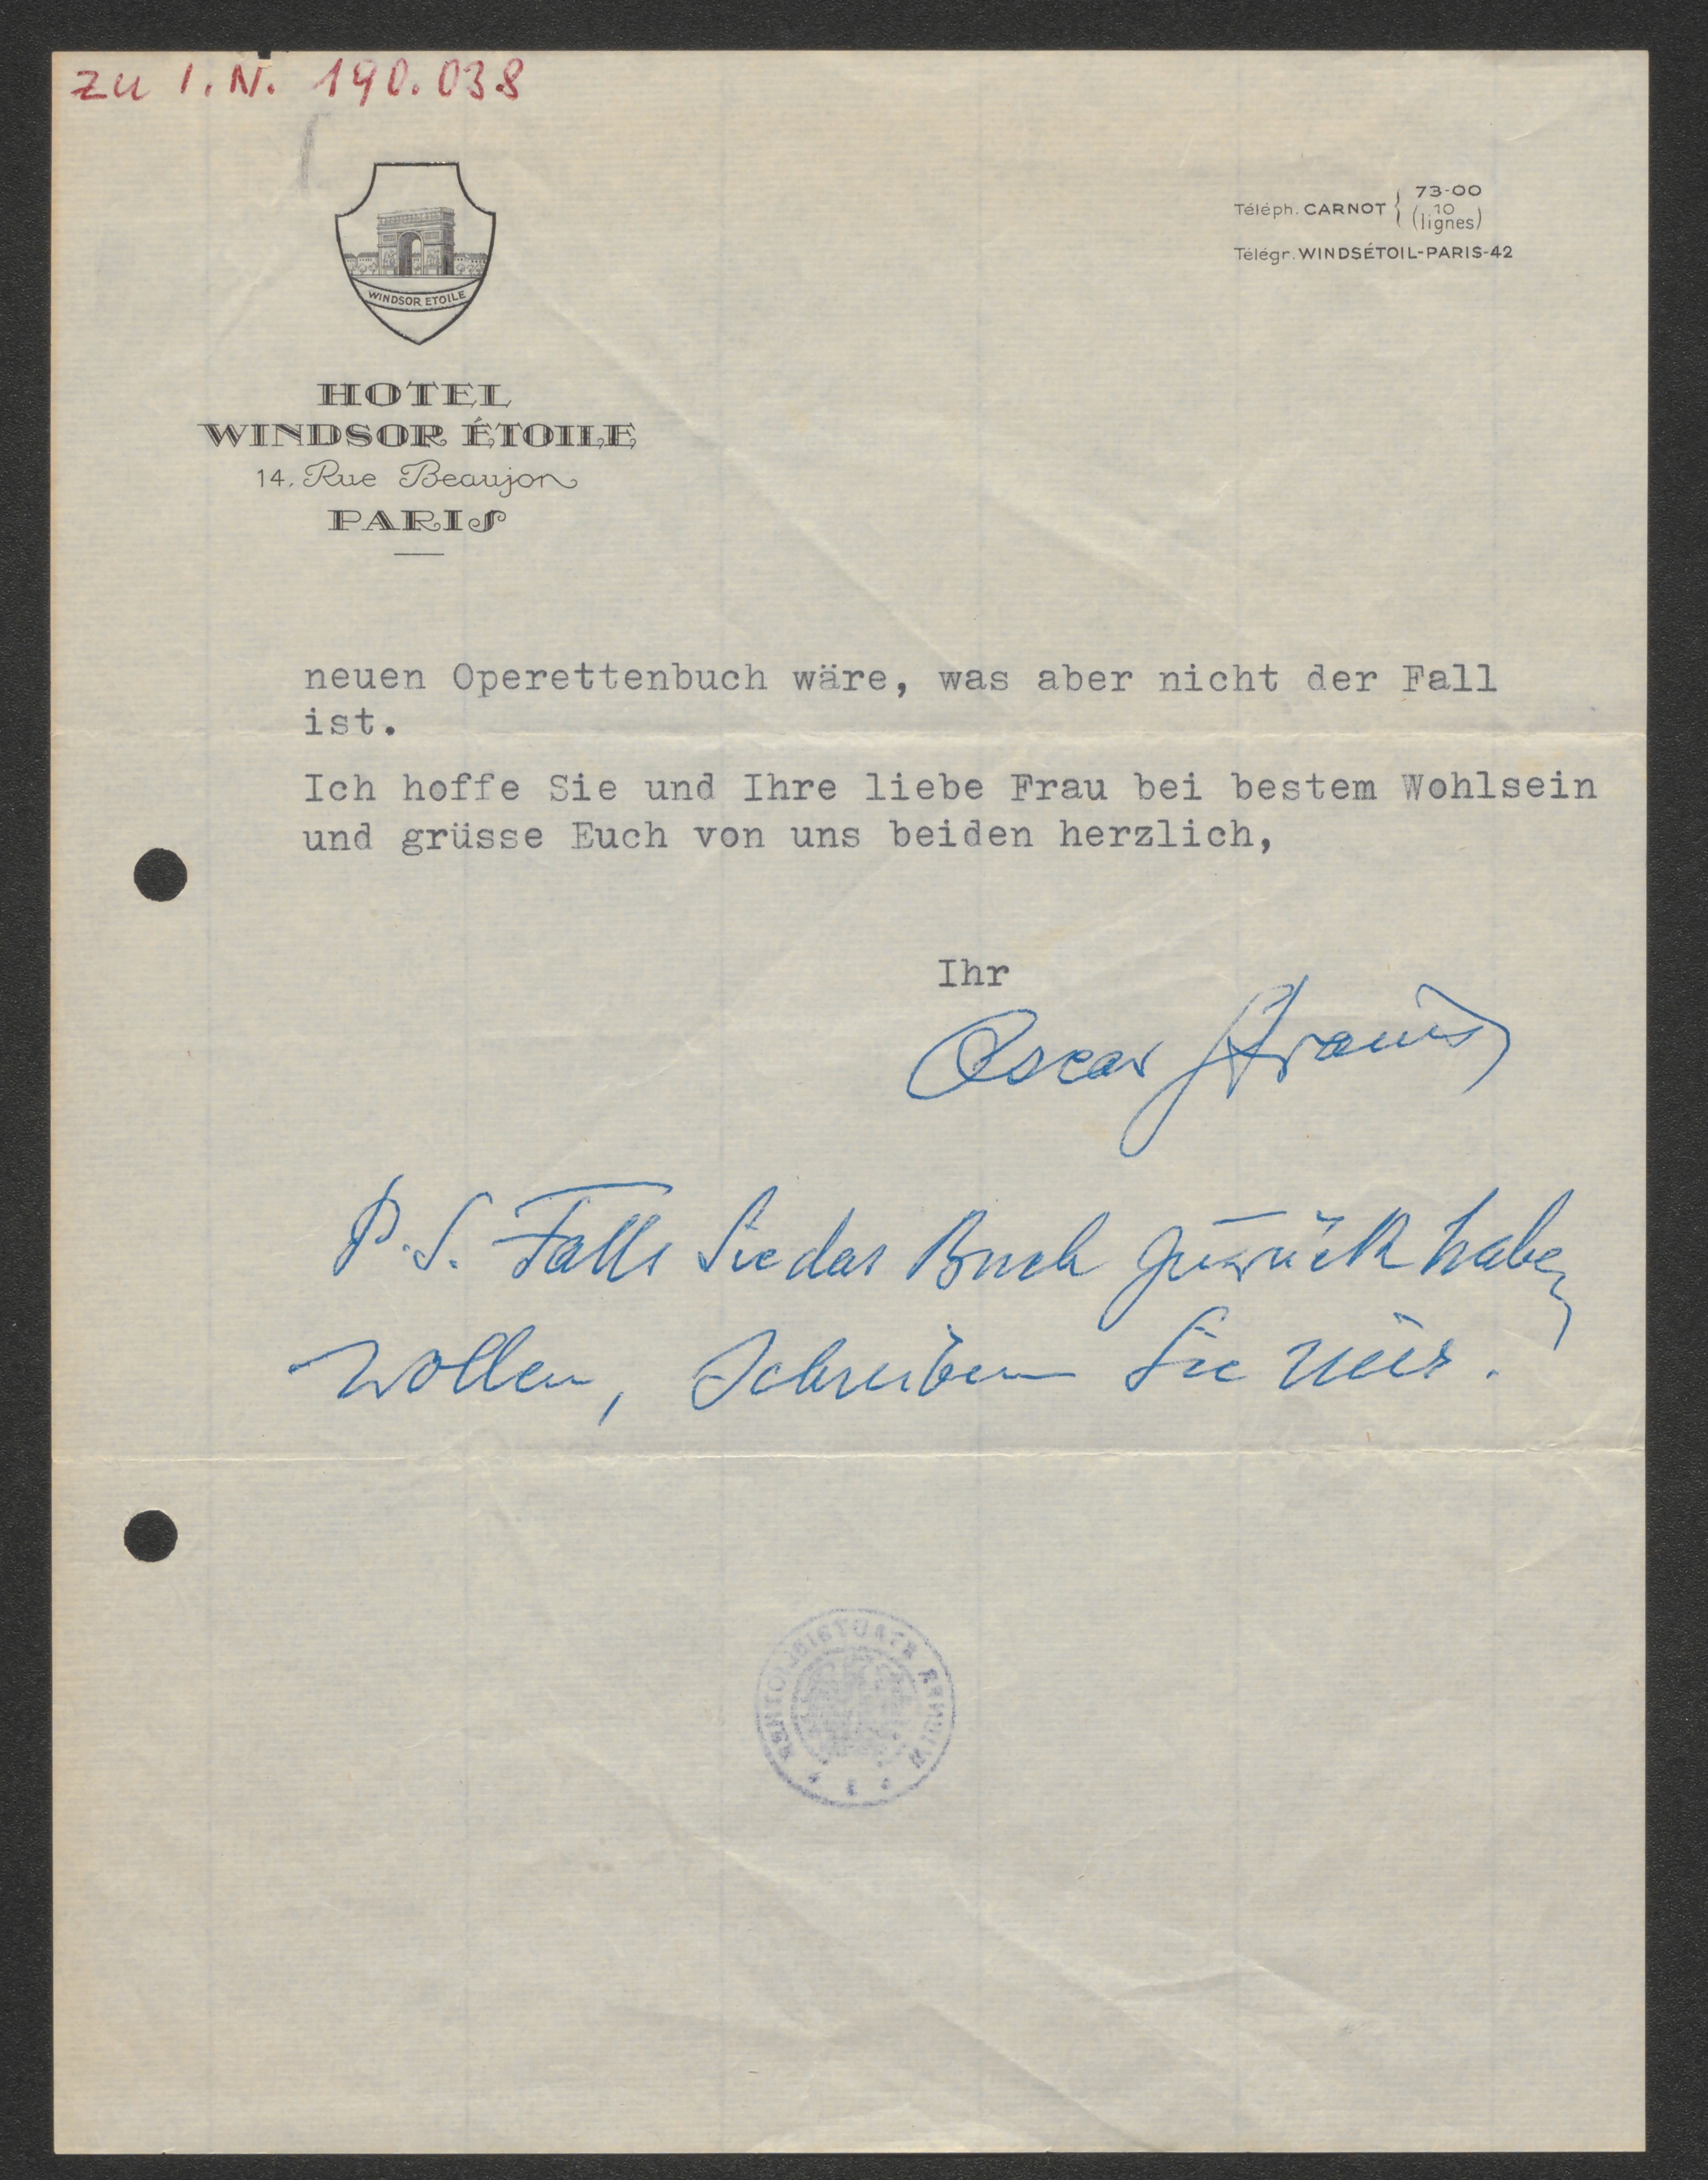 zu I.N. 190.038
WINDSOR ETOILE
HOTEL
WINDSOR ÉTOILE
14, Rue Beaujon
PARIS
Téléph. CARNOT { 73-00
(10 lignes)
Télégr. WINDSÉTOIL-PARIS-42
neuen Operettenbuch wäre, was aber nicht der Fall
ist.
Ich hoffe Sie und Ihre liebe Frau bei bestem Wohlsein
und grüsse Euch von uns beiden herzlich,
Ihr
Oscar Straus
P.S. Falls Sie das Buch zurück haben
wollen, schreiben Sie mir.